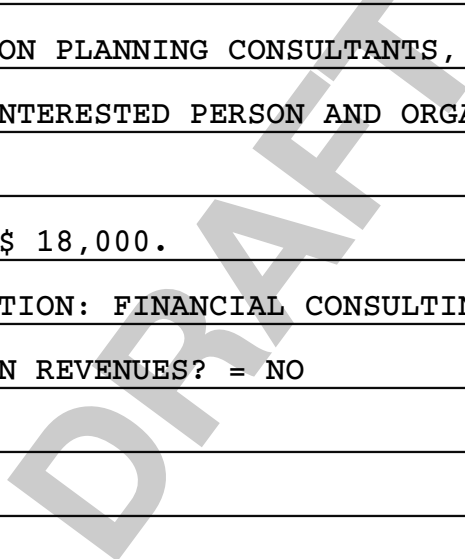 ON PLANNING CONSULTANTS,
NTERESTED PERSON AND ORGA
$ 18,000.
TION: FINANCIAL CONSULTIN
N REVENUES? = NO
DRAFT